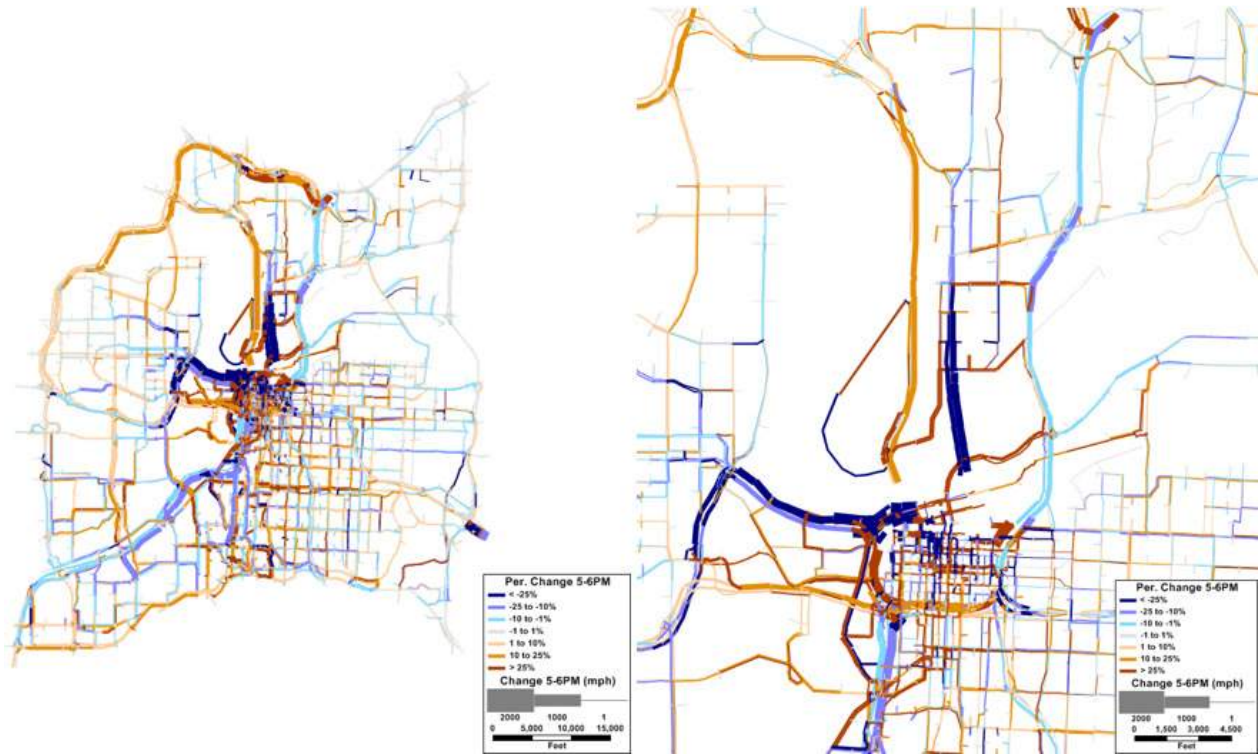 Per. Change 5-6PM
< -25%
-25 to -10%
-10 to -1%
-1 to 1%
1 to 10%
10 to 25%
> 25%
Change 5-6PM (mph)
2000 1000 1
0 5,000 10,000 15,000
Feet
Per. Change 5-6PM
< -25%
-25 to -10%
-10 to -1%
-1 to 1%
1 to 10%
10 to 25%
> 25%
Change 5-6PM (mph)
2000 1000 1
0 1,500 3,000 4,500
Feet